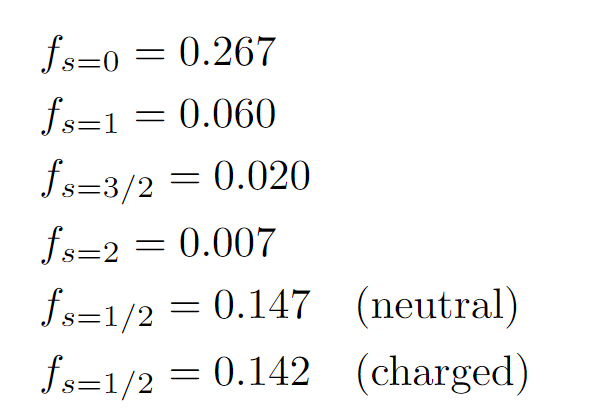 f_{s=0} = 0.267
f_{s=1} = 0.060
f_{s=3/2} = 0.020
f_{s=2} = 0.007
f_{s=1/2} = 0.147 (neutral)
f_{s=1/2} = 0.142 (charged)